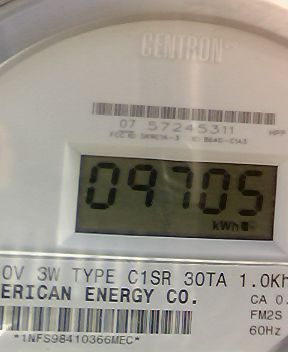 CENTRON
07 57245311
09705
kWh
0V 3W TYPE C1SR 30TA 1.0Kh
ERICAN ENERGY CO.
CA 0.
FM2S
60Hz
*1NFS98410366MEC*